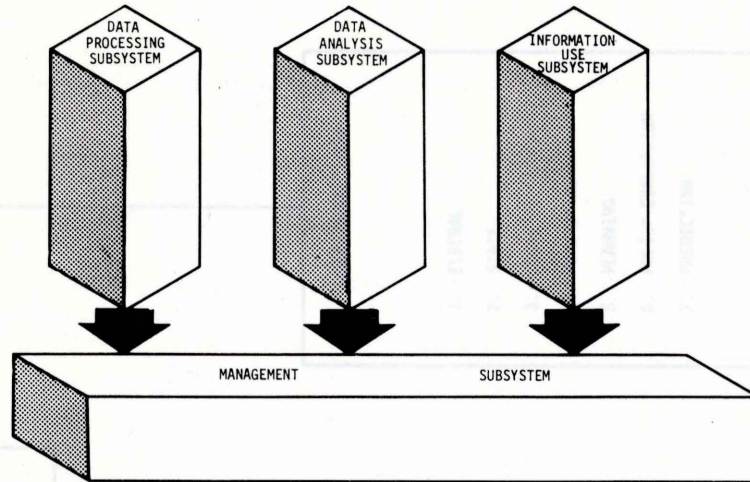 DATA
PROCESSING
SUBSYSTEM
DATA
ANALYSIS
SUBSYSTEM
INFORMATION
USE
SUBSYSTEM
MANAGEMENT SUBSYSTEM